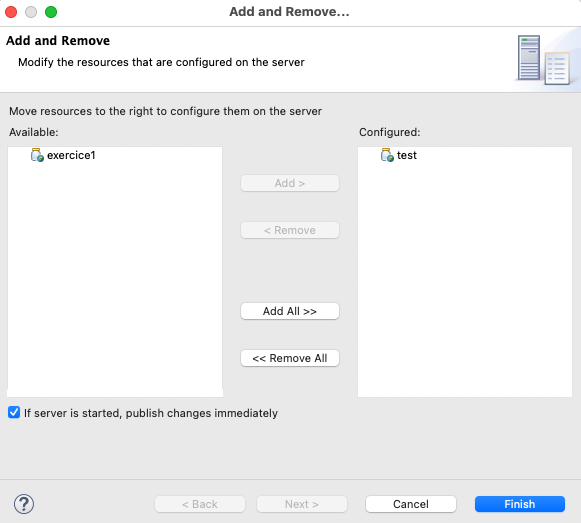 Add and Remove...
Add and Remove
Modify the resources that are configured on the server
Move resources to the right to configure them on the server
Available:
Configured:
exercice1
test
Add >
< Remove
Add All >>
<< Remove All
If server is started, publish changes immediately
?
< Back
Next >
Cancel
Finish